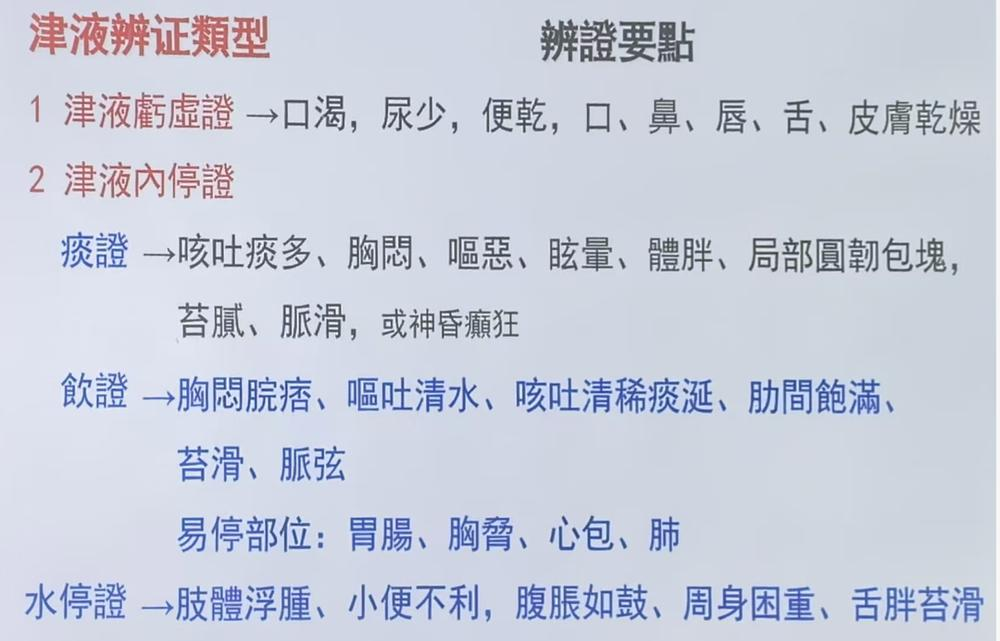 津液辨证類型 辨證要點
1 津液虧虛證→口渴，尿少，便乾，口、鼻、唇、舌、皮膚乾燥
2 津液內停證
痰證→咳吐痰多、胸悶、嘔惡、眩暈、體胖、局部圓韌包塊，
苔膩、脈滑，或神昏癲狂
飲證→胸悶脘痞、嘔吐清水、咳吐清稀痰涎、肋間飽滿、
苔滑、脈弦
易停部位：胃腸、胸脅、心包、肺
水停證→肢體浮腫、小便不利，腹脹如鼓、周身困重、舌胖苔滑